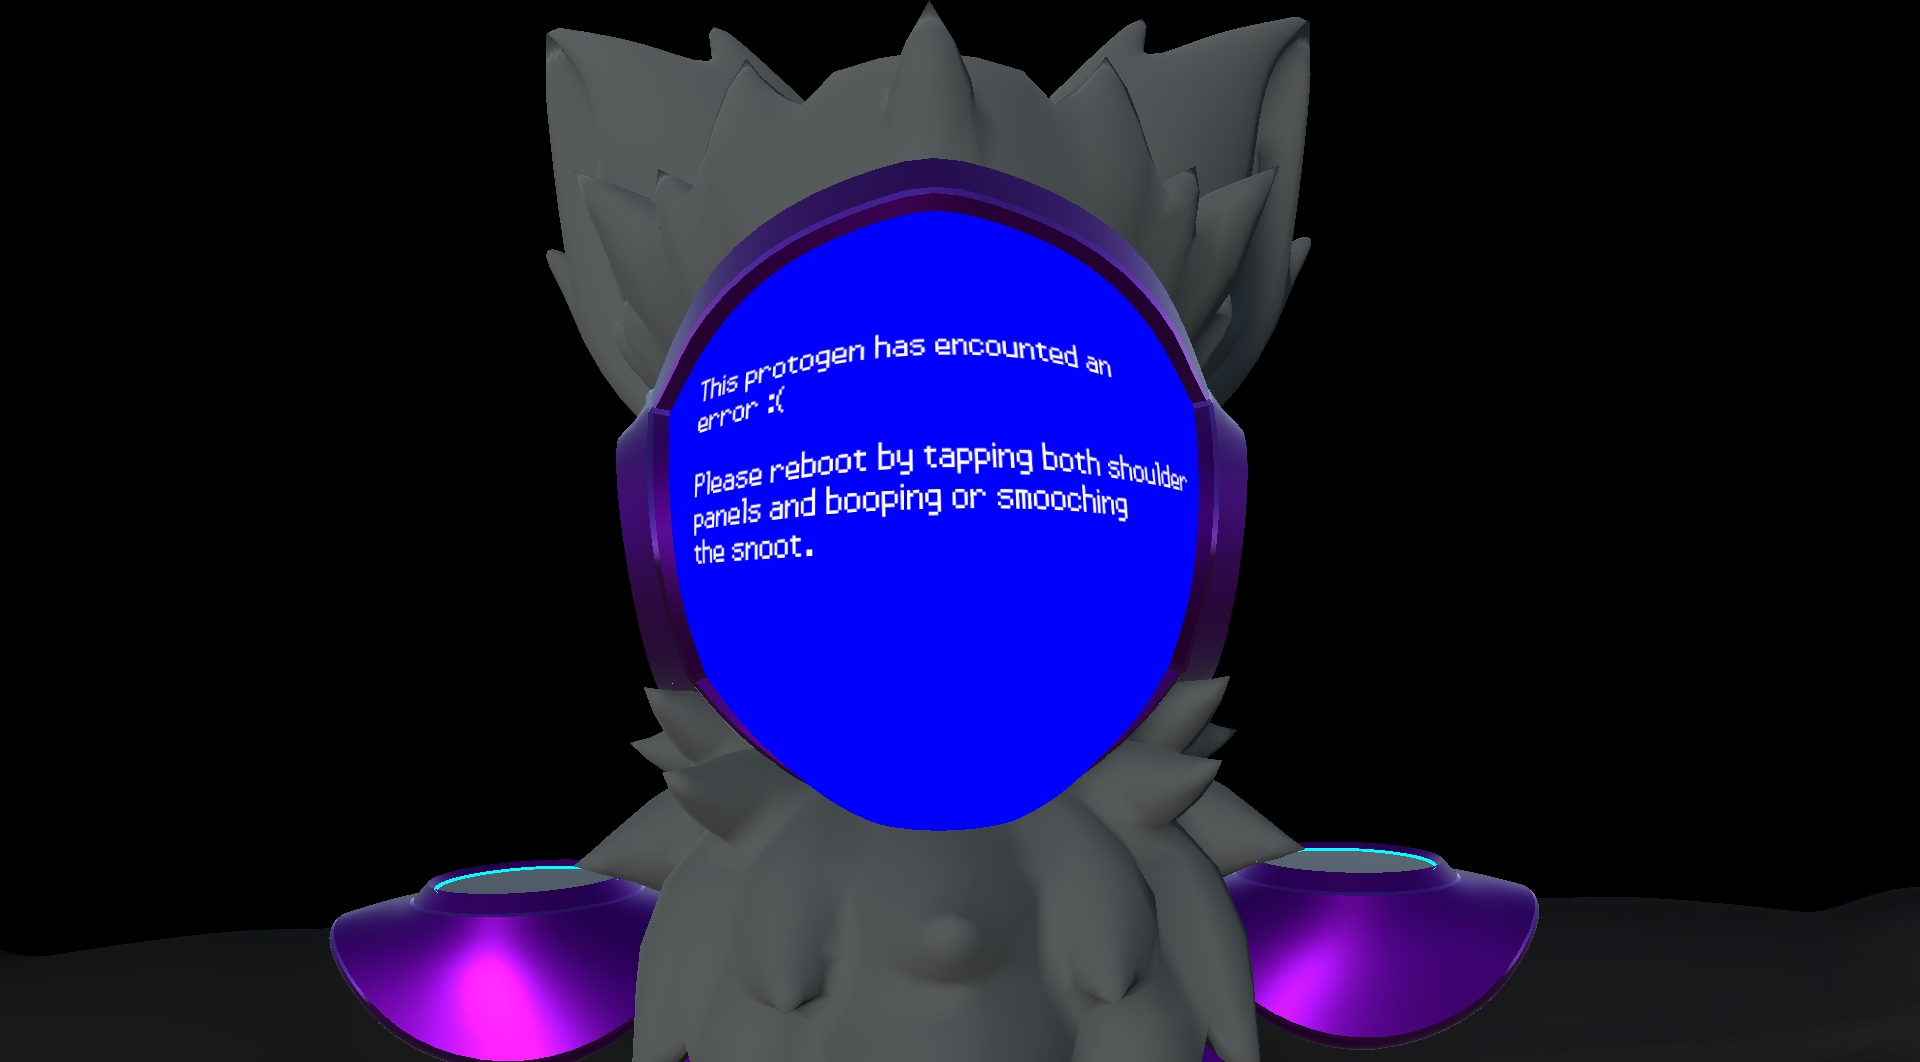 This protogen has encounted an
error :(
Please reboot by tapping both shoulder
panels and booping or smooching
the snoot.